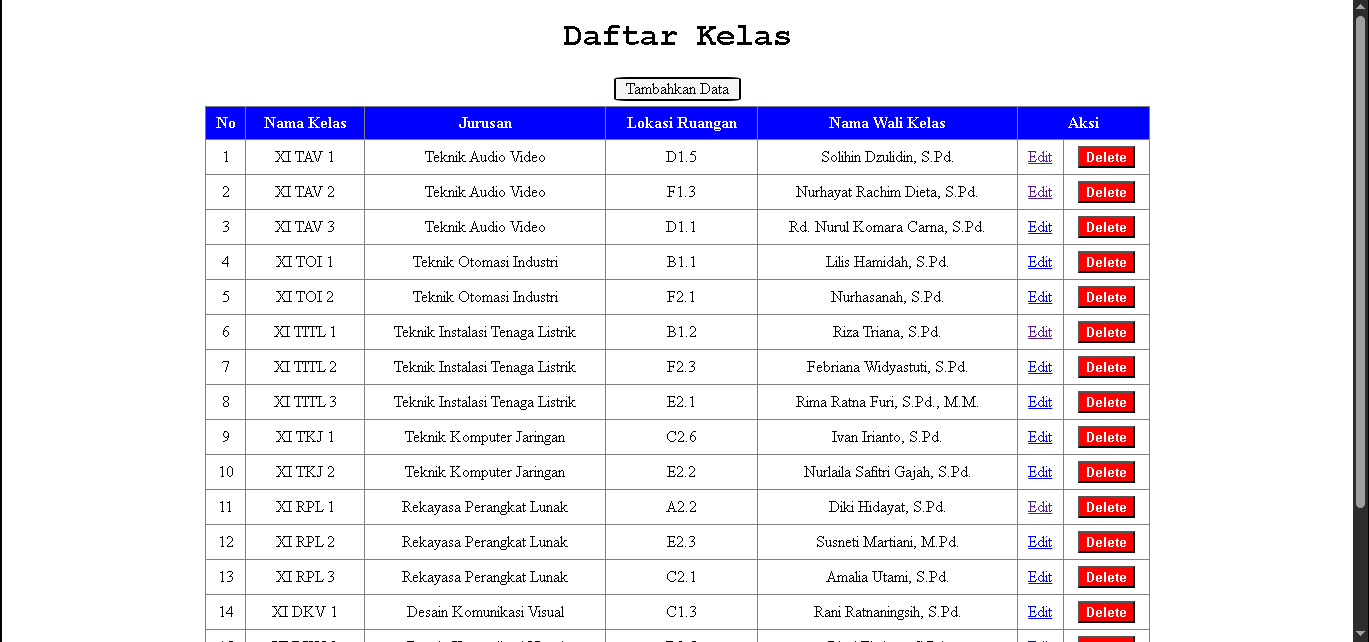 Daftar Kelas
Tambahkan Data
No Nama Kelas Jurusan Lokasi Ruangan Nama Wali Kelas Aksi
1 XI TAV 1 Teknik Audio Video D1.5 Solihin Dzulidin, S.Pd. Edit Delete
2 XI TAV 2 Teknik Audio Video F1.3 Nurhayat Rachim Dieta, S.Pd. Edit Delete
3 XI TAV 3 Teknik Audio Video D1.1 Rd. Nurul Komara Carna, S.Pd. Edit Delete
4 XI TOI 1 Teknik Otomasi Industri B1.1 Lilis Hamidah, S.Pd. Edit Delete
5 XI TOI 2 Teknik Otomasi Industri F2.1 Nurhasanah, S.Pd. Edit Delete
6 XI TITL 1 Teknik Instalasi Tenaga Listrik B1.2 Riza Triana, S.Pd. Edit Delete
7 XI TITL 2 Teknik Instalasi Tenaga Listrik F2.3 Febriana Widyastuti, S.Pd. Edit Delete
8 XI TITL 3 Teknik Instalasi Tenaga Listrik E2.1 Rima Ratna Furi, S.Pd., M.M. Edit Delete
9 XI TKJ 1 Teknik Komputer Jaringan C2.6 Ivan Irianto, S.Pd. Edit Delete
10 XI TKJ 2 Teknik Komputer Jaringan E2.2 Nurlaila Safitri Gajah, S.Pd. Edit Delete
11 XI RPL 1 Rekayasa Perangkat Lunak A2.2 Diki Hidayat, S.Pd. Edit Delete
12 XI RPL 2 Rekayasa Perangkat Lunak E2.3 Susneti Martiani, M.Pd. Edit Delete
13 XI RPL 3 Rekayasa Perangkat Lunak C2.1 Amalia Utami, S.Pd. Edit Delete
14 XI DKV 1 Desain Komunikasi Visual C1.3 Rani Ratnaningsih, S.Pd. Edit Delete